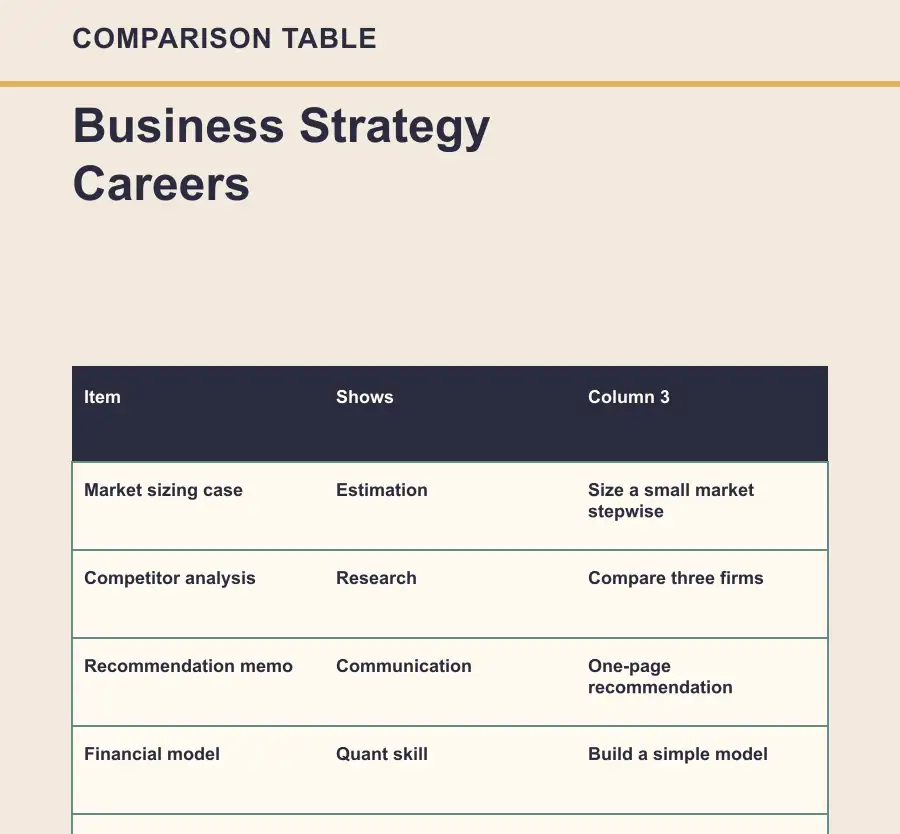 COMPARISON TABLE
Business Strategy
Careers
Item Shows Column 3
Market sizing case Estimation Size a small market
stepwise
Competitor analysis Research Compare three firms
Recommendation memo Communication One-page
recommendation
Financial model Quant skill Build a simple model